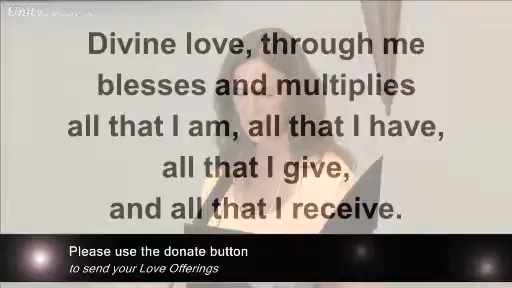 Unity
Divine love, through me
blesses and multiplies
all that I am, all that I have,
all that I give,
and all that I receive.
Please use the donate button
to send your Love Offerings